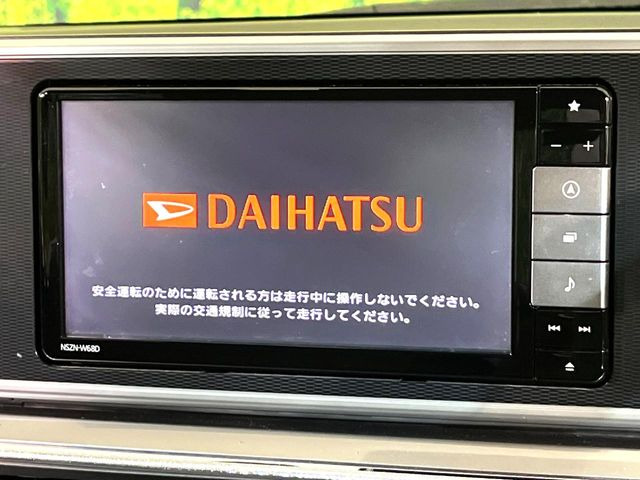 DAIHATSU
安全運転のために運転される方は走行中に操作しないでください。
実際の交通規制に従って走行してください。
NSZN-W68D